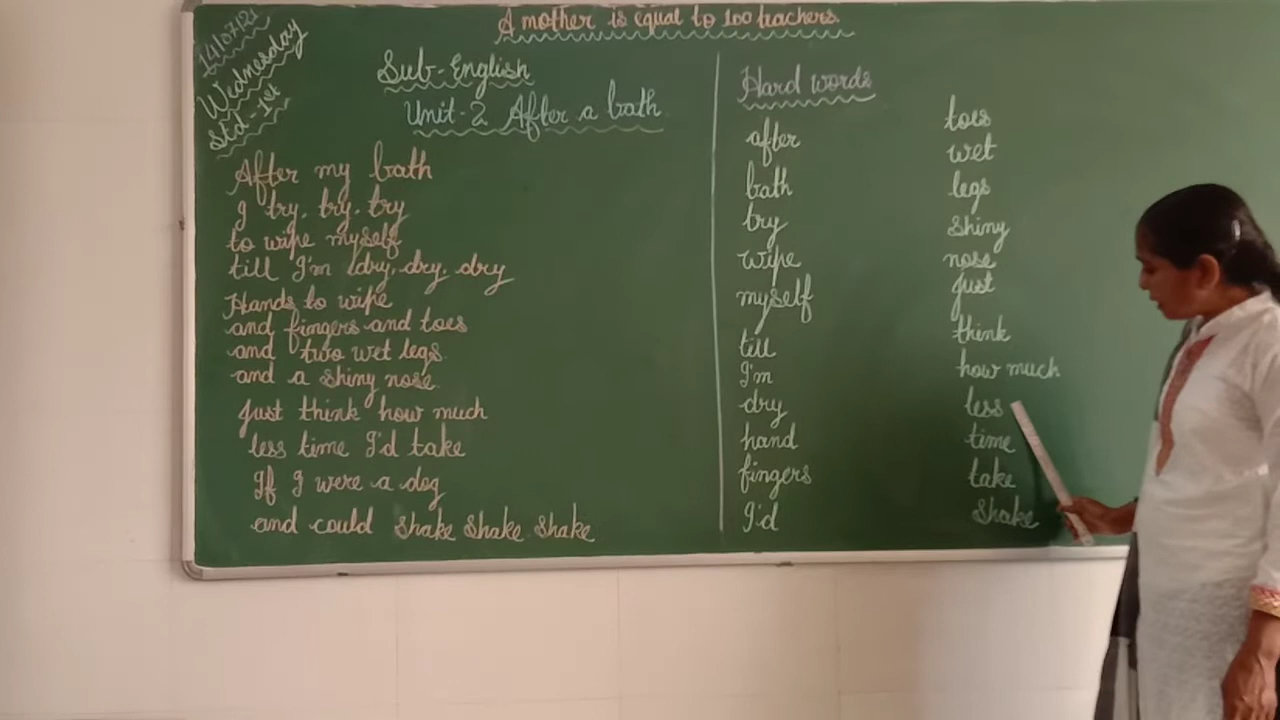 A mother is equal to 100 teachers.
14/07/21
Wednesday
Std-1st
Sub-English
Unit-2 After a bath
After my bath
I try, try, try
to wipe myself
till I'm dry, dry, dry
Hands to wipe
and fingers and toes
and two wet legs
and a shiny nose.
Just think how much
less time I'd take
If I were a dog
and could shake shake shake
Hard words
after
bath
try
wipe
myself
till
I'm
dry
hand
fingers
I'd
toes
wet
legs
shiny
nose
just
think
how much
less
time
take
shake